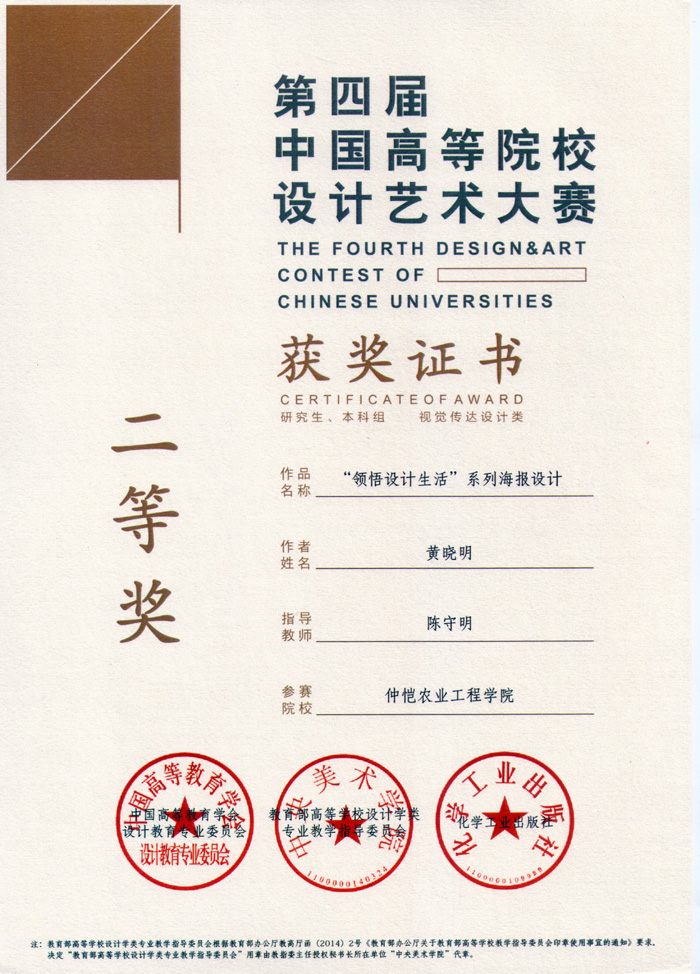 第四届
中国高等院校
设计艺术大赛
THE FOURTH DESIGN&ART
CONTEST OF
CHINESE UNIVERSITIES
获奖证书
CERTIFICATE OF AWARD
研究生、本科组 视觉传达设计类
二等奖
作品名称 “领悟设计生活”系列海报设计
作者姓名 黄晓明
指导教师 陈守明
参赛院校 仲恺农业工程学院
中国高等教育学会
设计教育专业委员会
中国高等教育学会
设计教育专业委员会
教育部高等学校设计学类
专业教学指导委员会
中央美术学院
1100000140324
化学工业出版社
化学工业出版社
注：教育部高等学校设计学类专业教学指导委员会根据教育部办公厅教高厅函（2014）2号《教育部办公厅关于教育部高等学校教学指导委员会印章使用事宜的通知》要求，
决定“教育部高等学校设计学类专业教学指导委员会”用章由教指委主任授权秘书长所在单位“中央美术学院”代章。